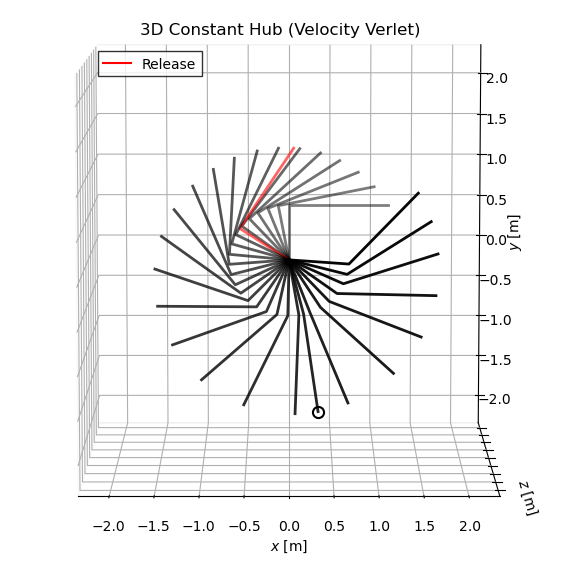 3D Constant Hub (Velocity Verlet)
Release
2.0
1.5
1.0
0.5
0.0
−0.5
−1.0
−1.5
−2.0
y [m]
z [m]
−2.0 −1.5 −1.0 −0.5 0.0 0.5 1.0 1.5 2.0
x [m]